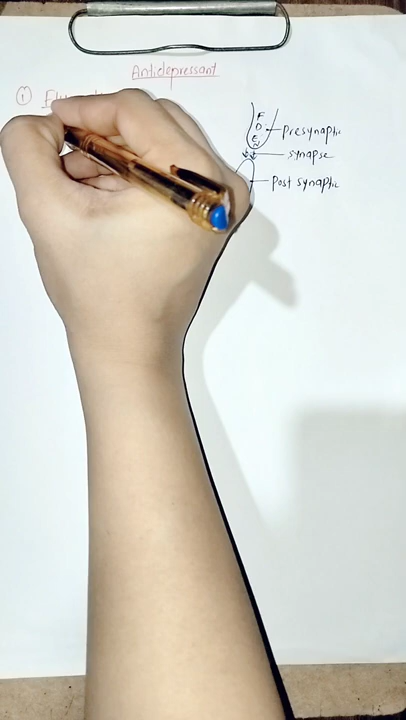 Antidepressant
①
F
D
Presynaptic
synapse
Post synaptic